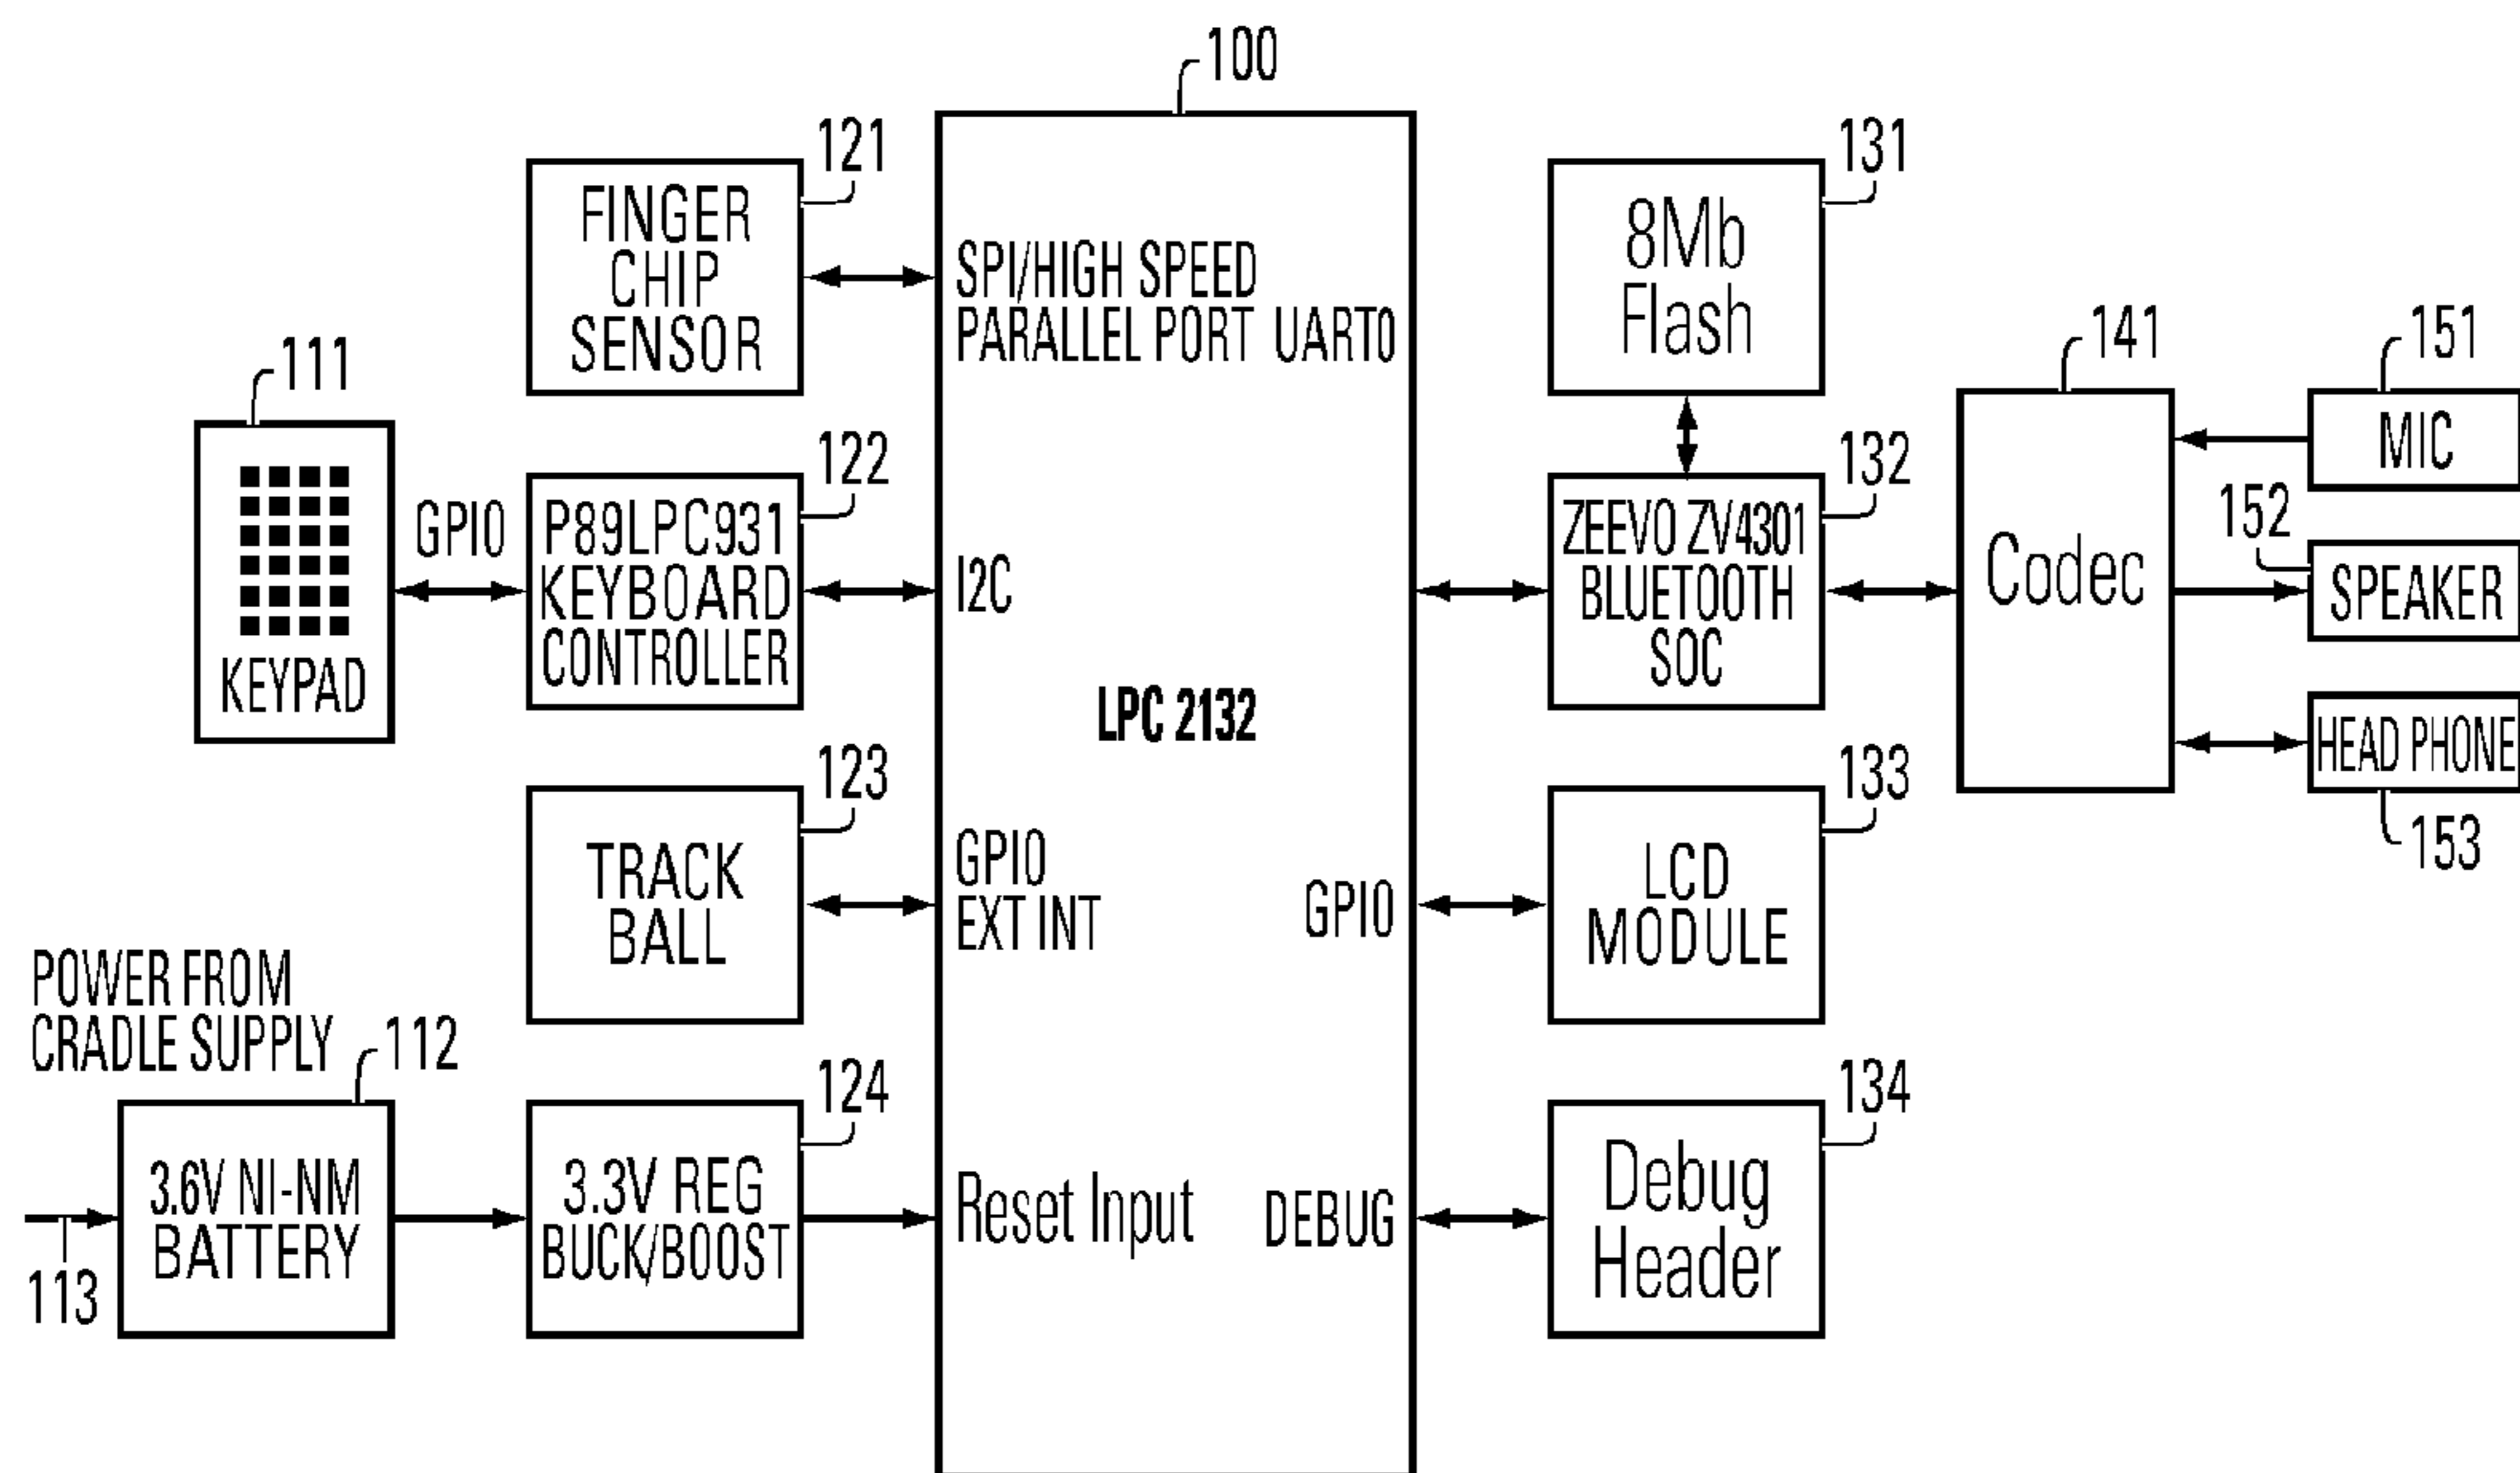 100
121
FINGER
CHIP
SENSOR
SPI/HIGH SPEED
PARALLEL PORT UART0
131
8Mb
Flash
111
KEYPAD
GPIO
122
P89LPC931
KEYBOARD
CONTROLLER
I2C
LPC 2132
132
ZEEVO ZV4301
BLUETOOTH
SOC
141
Codec
151
MIC
152
SPEAKER
HEAD PHONE
153
123
TRACK
BALL
GPIO
EXT INT
GPIO
133
LCD
MODULE
POWER FROM
CRADLE SUPPLY
112
3.6V NI-NM
BATTERY
113
124
3.3V REG
BUCK/BOOST
Reset Input
DEBUG
134
Debug
Header